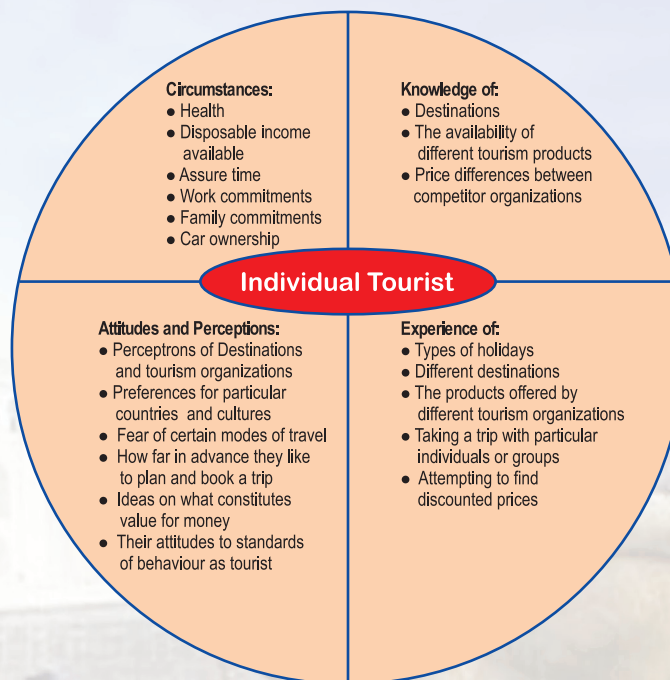 Circumstances:
● Health
● Disposable income
available
● Assure time
● Work commitments
● Family commitments
● Car ownership
Knowledge of:
● Destinations
● The availability of
different tourism products
● Price differences between
competitor organizations
Individual Tourist
Attitudes and Perceptions:
● Perceptrons of Destinations
and tourism organizations
● Preferences for particular
countries and cultures
● Fear of certain modes of travel
● How far in advance they like
to plan and book a trip
● Ideas on what constitutes
value for money
● Their attitudes to standards
of behaviour as tourist
Experience of:
● Types of holidays
● Different destinations
● The products offered by
different tourism organizations
● Taking a trip with particular
individuals or groups
● Attempting to find
discounted prices